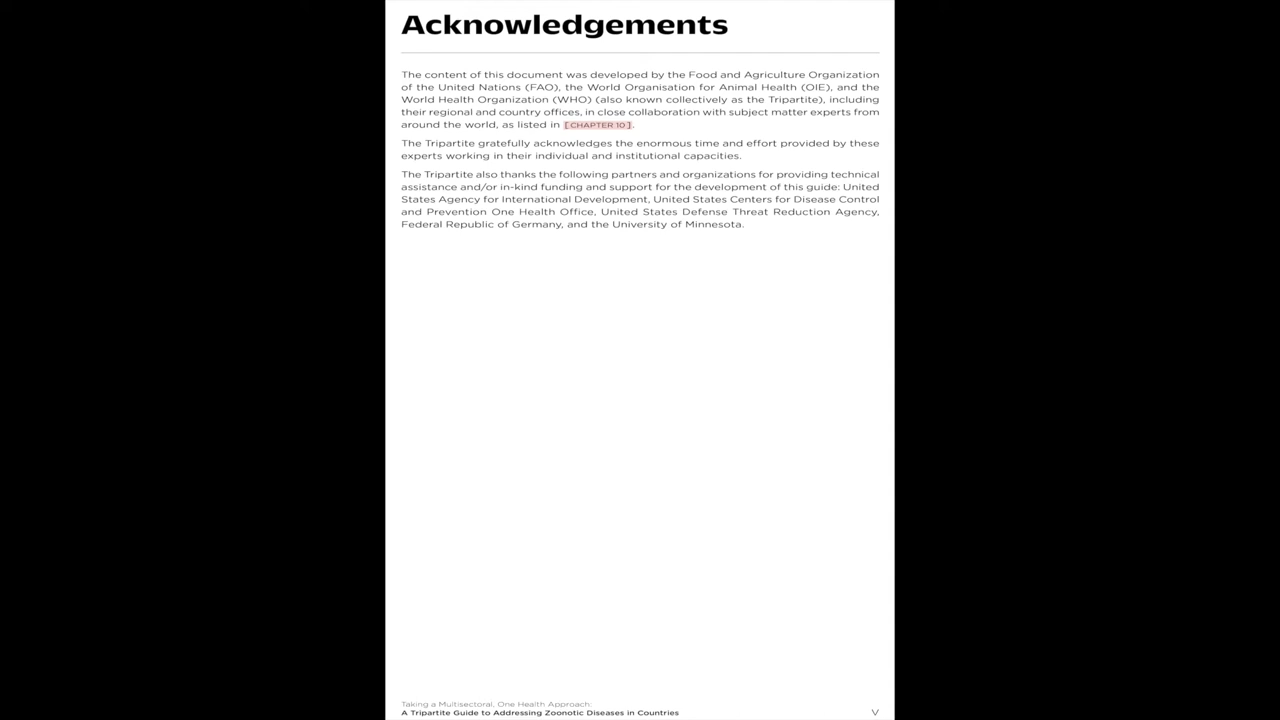 Acknowledgements
The content of this document was developed by the Food and Agriculture Organization
of the United Nations (FAO), the World Organisation for Animal Health (OIE), and the
World Health Organization (WHO) (also known collectively as the Tripartite), including
their regional and country offices, in close collaboration with subject matter experts from
around the world, as listed in [ CHAPTER 10 ].
The Tripartite gratefully acknowledges the enormous time and effort provided by these
experts working in their individual and institutional capacities.
The Tripartite also thanks the following partners and organizations for providing technical
assistance and/or in-kind funding and support for the development of this guide: United
States Agency for International Development, United States Centers for Disease Control
and Prevention One Health Office, United States Defense Threat Reduction Agency,
Federal Republic of Germany, and the University of Minnesota.
Taking a Multisectoral, One Health Approach:
A Tripartite Guide to Addressing Zoonotic Diseases in Countries
V